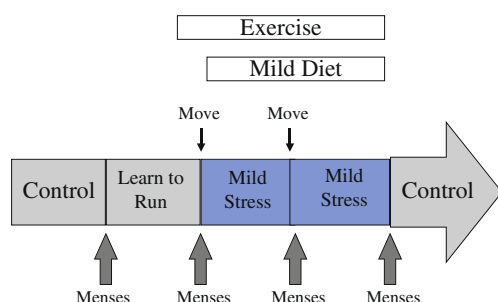 Exercise
Mild Diet
Move Move
Control Learn to Run Mild Stress Mild Stress Control
Menses Menses Menses Menses